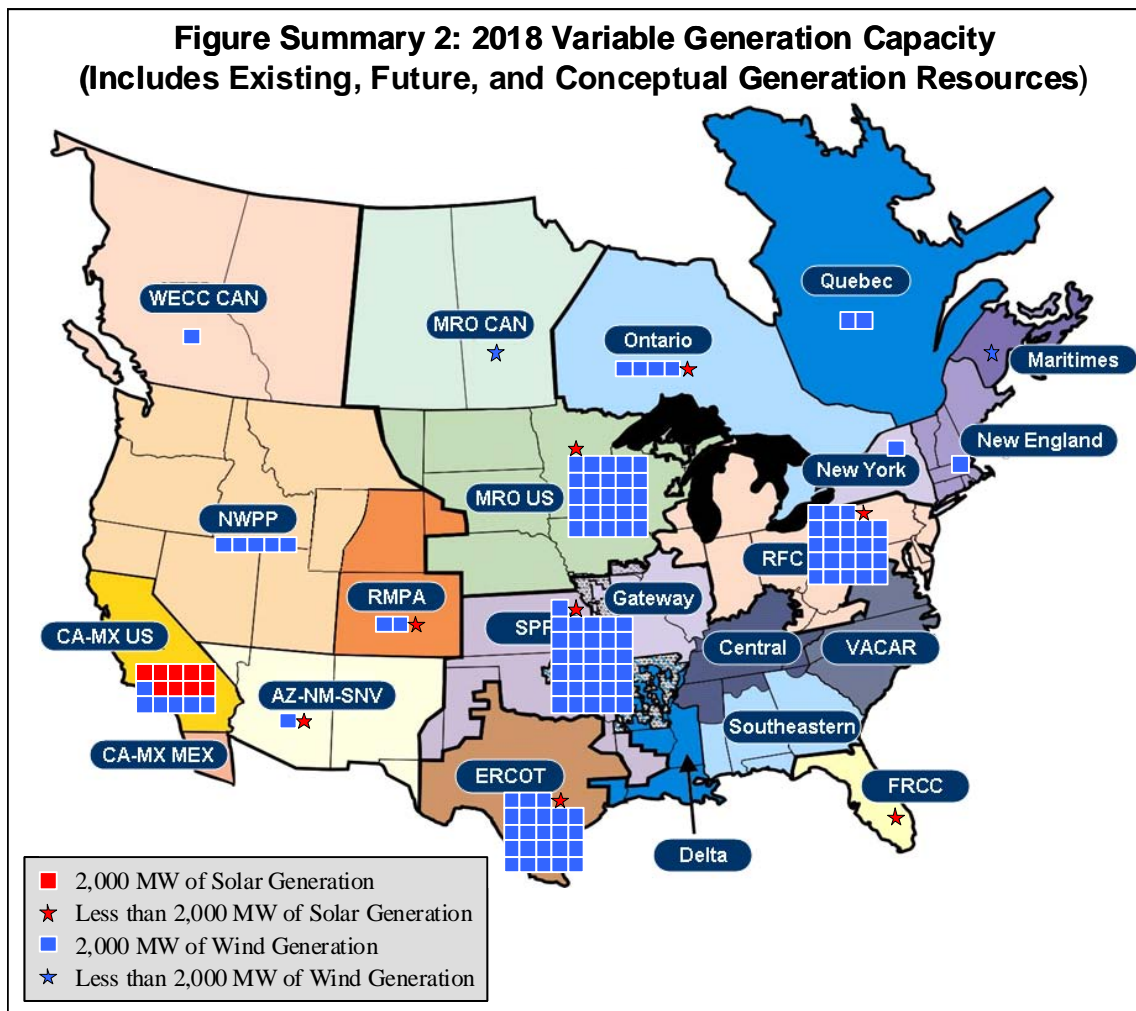 Figure Summary 2: 2018 Variable Generation Capacity
(Includes Existing, Future, and Conceptual Generation Resources)
WECC CAN
MRO CAN
Ontario
Quebec
Maritimes
New England
New York
MRO US
NWPP
RFC
RMPA
SPP
Gateway
Central
VACAR
CA-MX US
AZ-NM-SNV
Southeastern
CA-MX MEX
ERCOT
FRCC
Delta
2,000 MW of Solar Generation
Less than 2,000 MW of Solar Generation
2,000 MW of Wind Generation
Less than 2,000 MW of Wind Generation